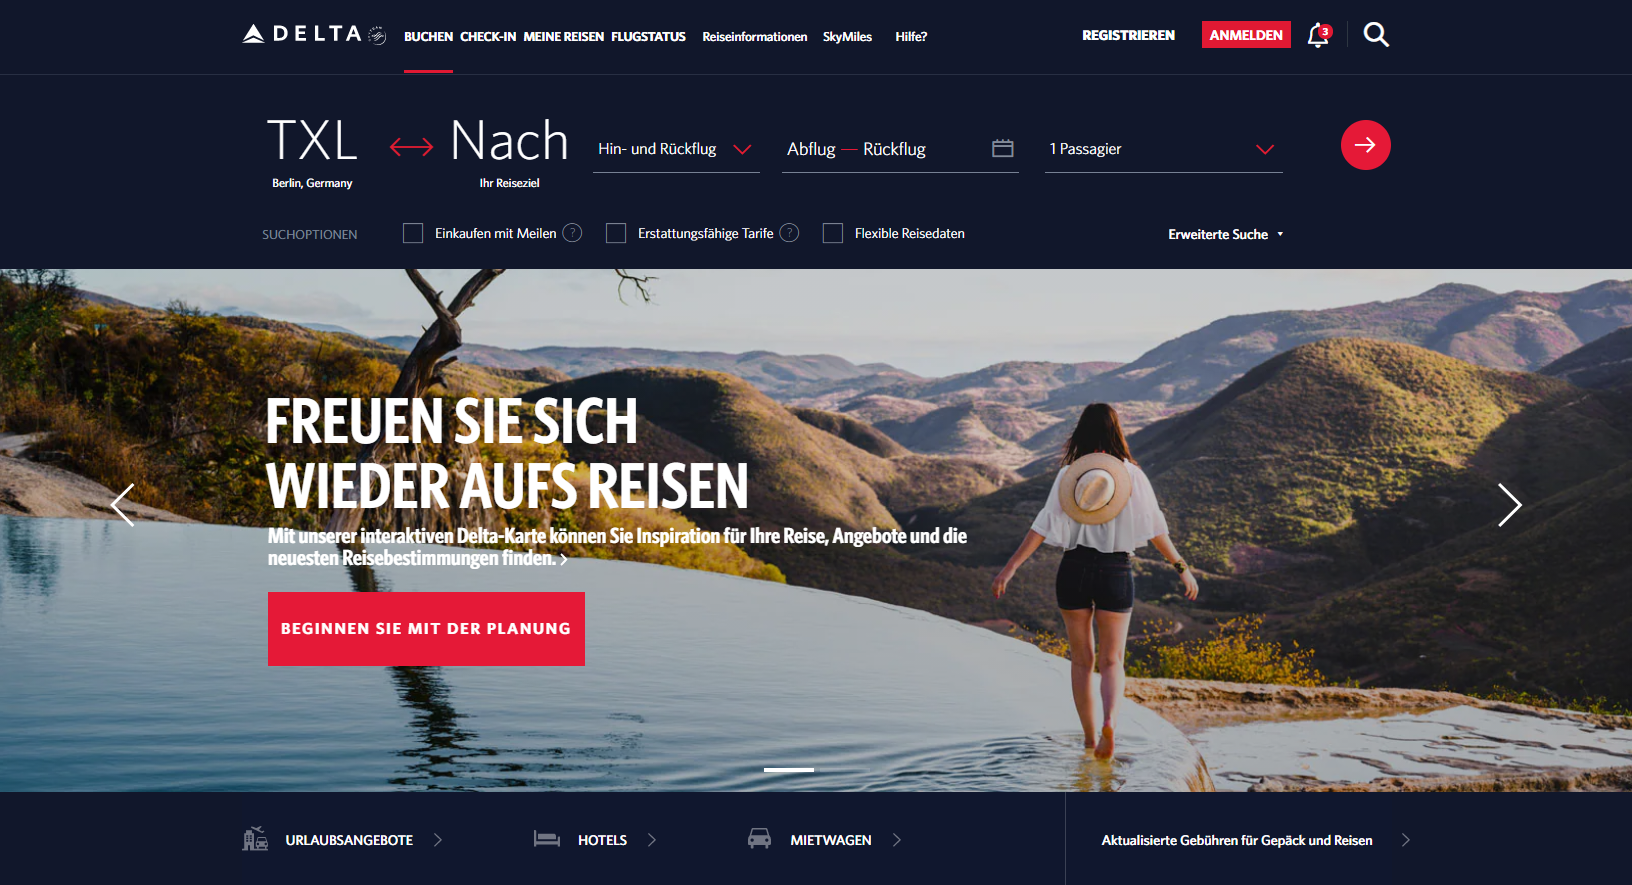 DELTA
BUCHEN CHECK-IN MEINE REISEN FLUGSTATUS Reiseinformationen SkyMiles Hilfe?
REGISTRIEREN ANMELDEN 3
TXL Nach
Berlin, Germany Ihr Reiseziel
Hin- und Rückflug Abflug — Rückflug 1 Passagier
SUCHOPTIONEN Einkaufen mit Meilen ? Erstattungsfähige Tarife ? Flexible Reisedaten Erweiterte Suche
FREUEN SIE SICH
WIEDER AUFS REISEN
Mit unserer interaktiven Delta-Karte können Sie Inspiration für Ihre Reise, Angebote und die
neuesten Reisebestimmungen finden. >
BEGINNEN SIE MIT DER PLANUNG
URLAUBSANGEBOTE HOTELS MIETWAGEN Aktualisierte Gebühren für Gepäck und Reisen